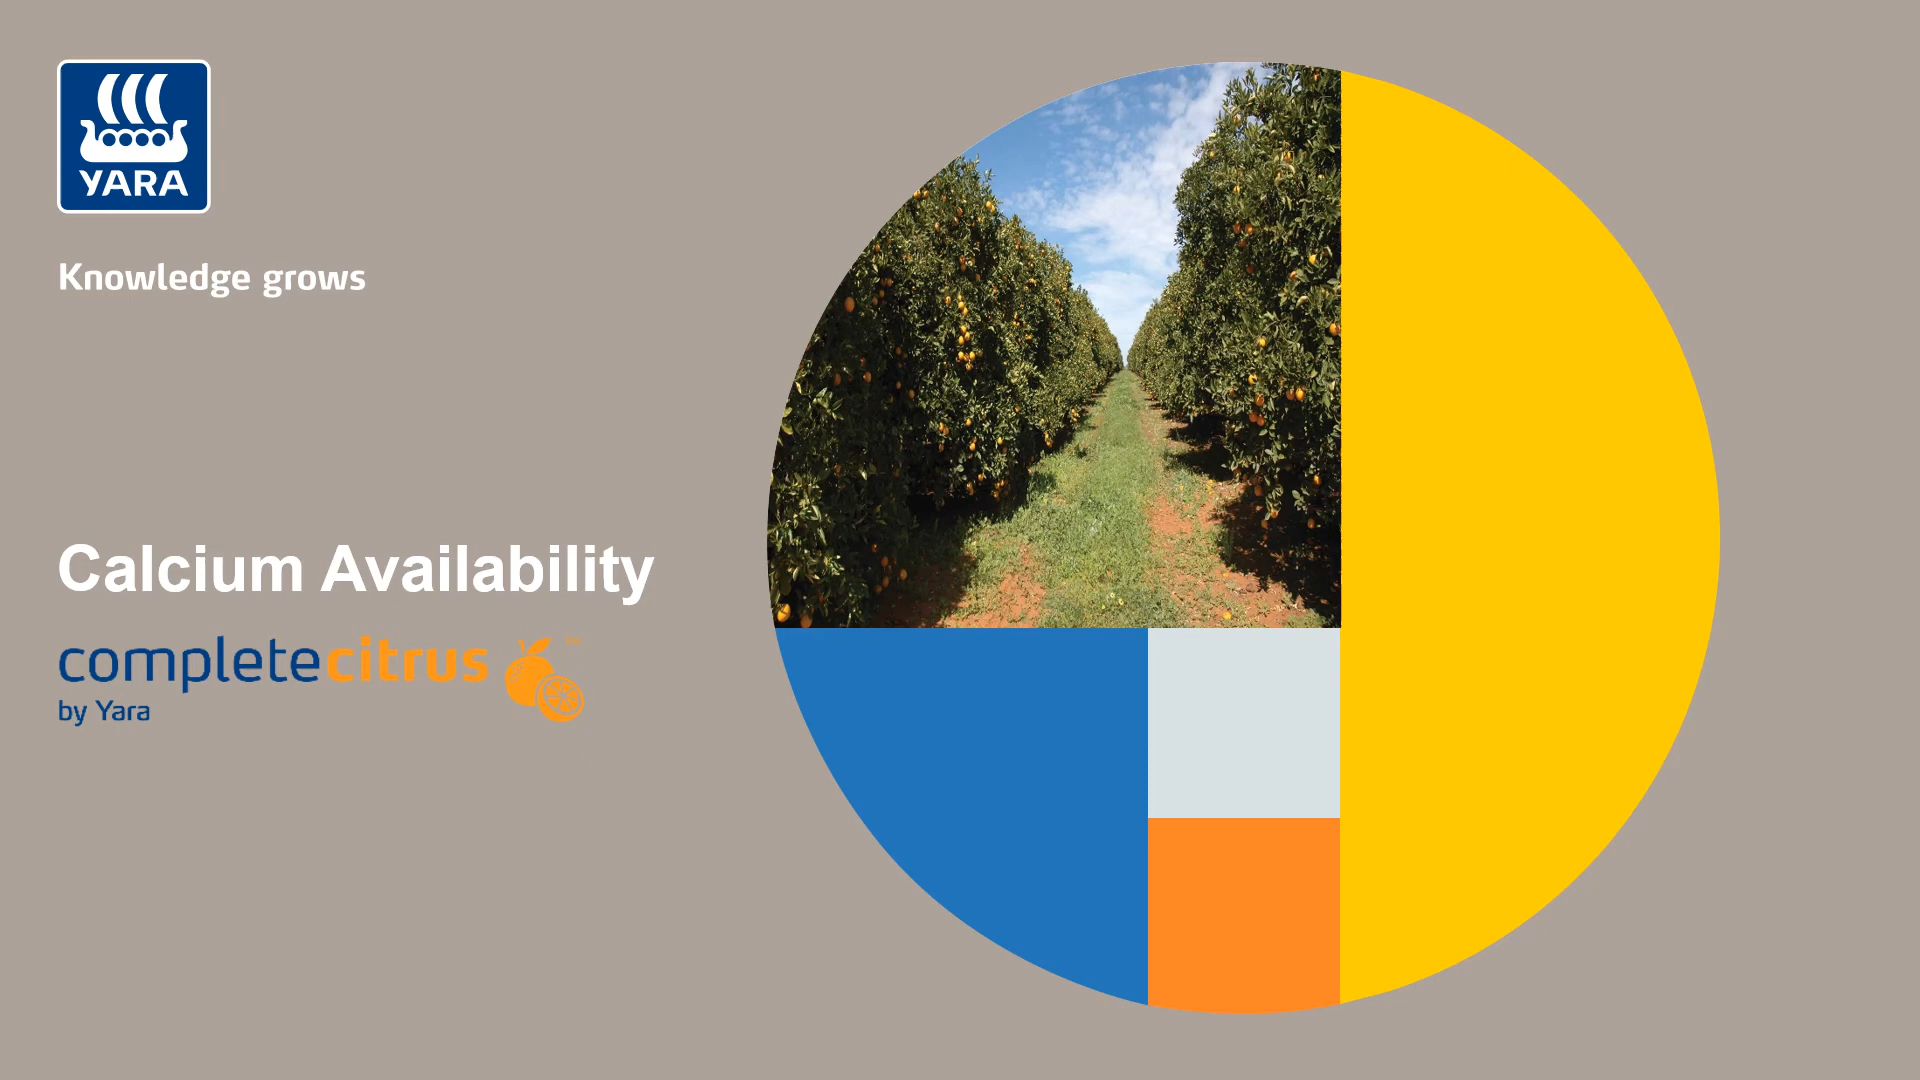 YARA
Knowledge grows
Calcium Availability
completecitrus
by Yara